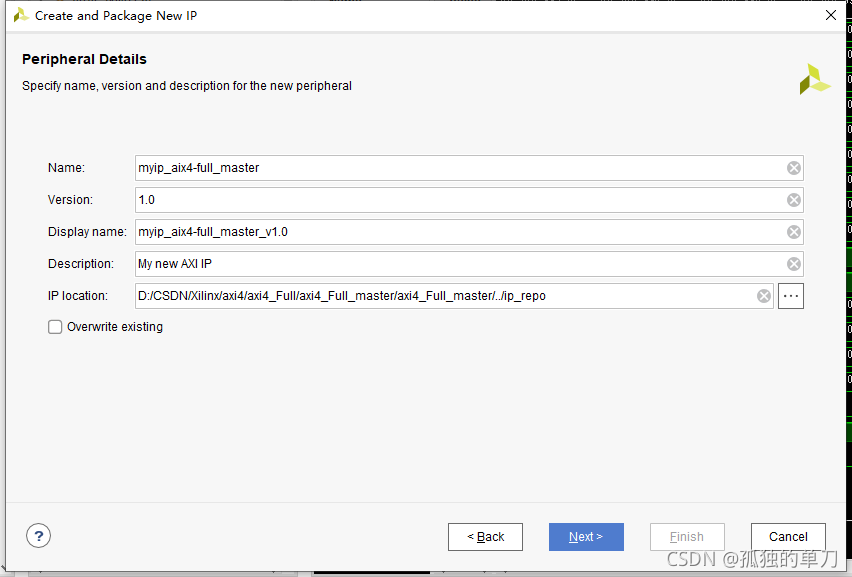 Create and Package New IP
Peripheral Details
Specify name, version and description for the new peripheral
Name: myip_aix4-full_master
Version: 1.0
Display name: myip_aix4-full_master_v1.0
Description: My new AXI IP
IP location: D:/CSDN/Xilinx/axi4/axi4_Full/axi4_Full_master/axi4_Full_master/../ip_repo ...
Overwrite existing
? < Back Next > Finish Cancel
CSDN @孤独的单刀